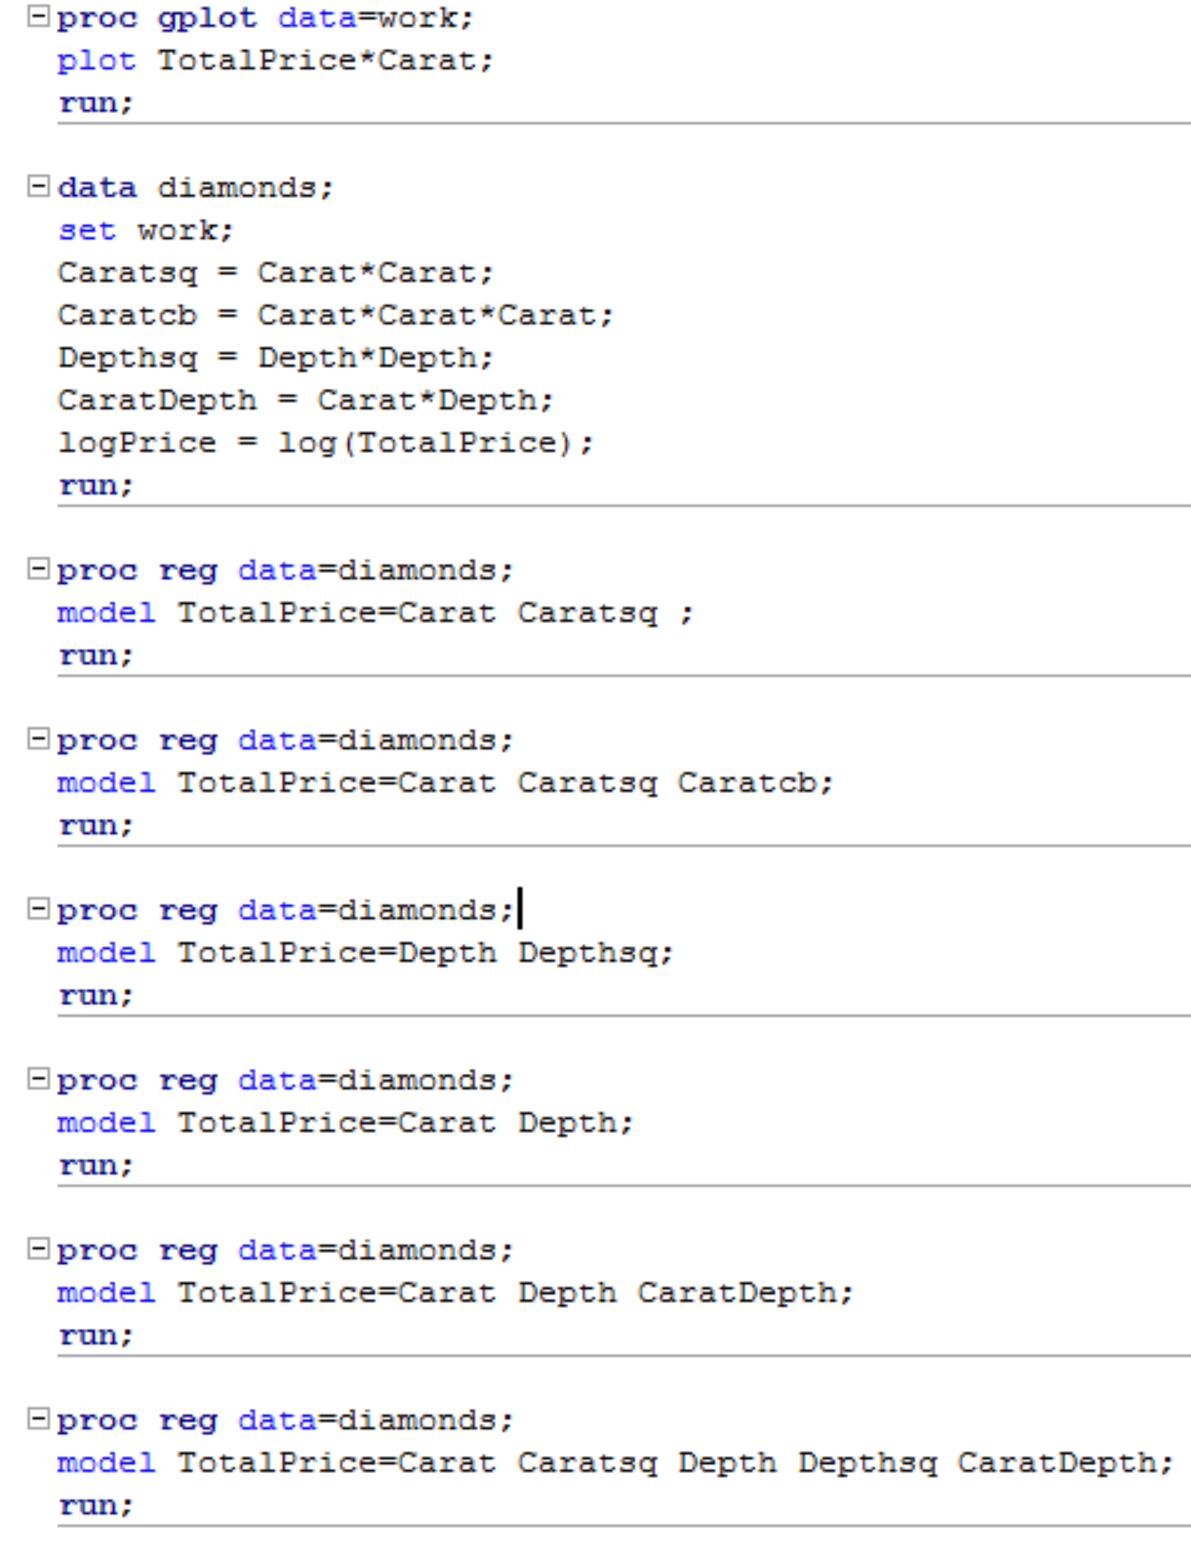 proc gplot data=work;
plot TotalPrice*Carat;
run;
data diamonds;
set work;
Caratsq = Carat*Carat;
Caratcb = Carat*Carat*Carat;
Depthsq = Depth*Depth;
CaratDepth = Carat*Depth;
logPrice = log(TotalPrice);
run;
proc reg data=diamonds;
model TotalPrice=Carat Caratsq ;
run;
proc reg data=diamonds;
model TotalPrice=Carat Caratsq Caratcb;
run;
proc reg data=diamonds;
model TotalPrice=Depth Depthsq;
run;
proc reg data=diamonds;
model TotalPrice=Carat Depth;
run;
proc reg data=diamonds;
model TotalPrice=Carat Depth CaratDepth;
run;
proc reg data=diamonds;
model TotalPrice=Carat Caratsq Depth Depthsq CaratDepth;
run;